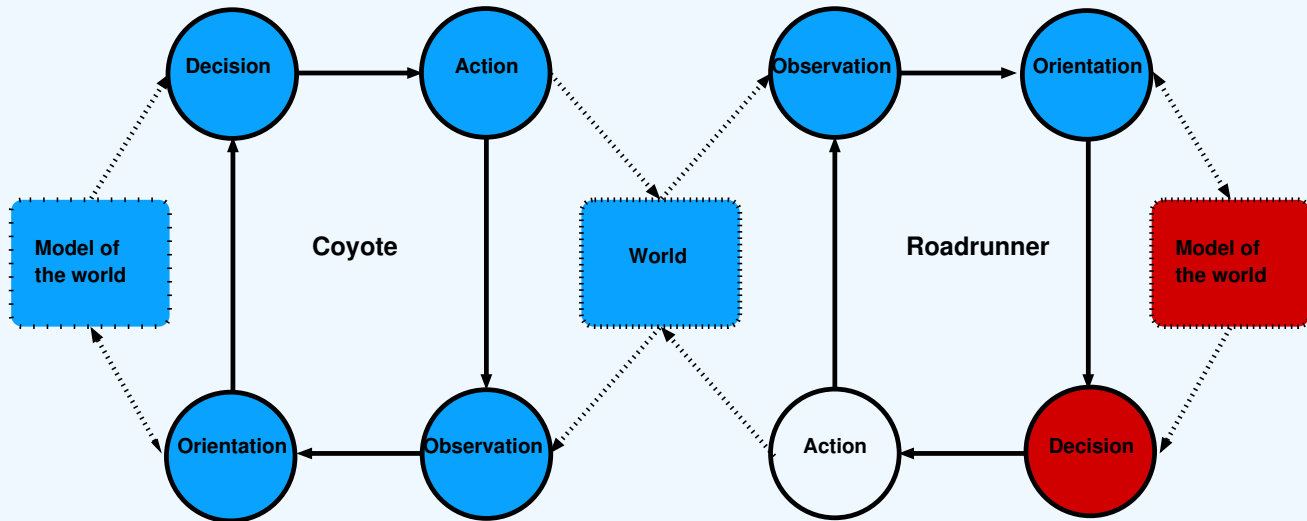 Decision
Action
Observation
Orientation
Model of
the world
Coyote
World
Roadrunner
Model of
the world
Orientation
Observation
Action
Decision